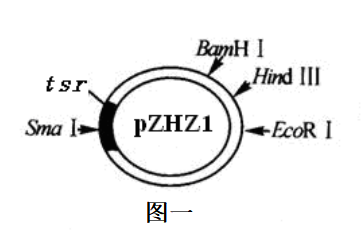 BamH I
Hind III
tsr
pZHZ1
Sma I
EcoR I
图一